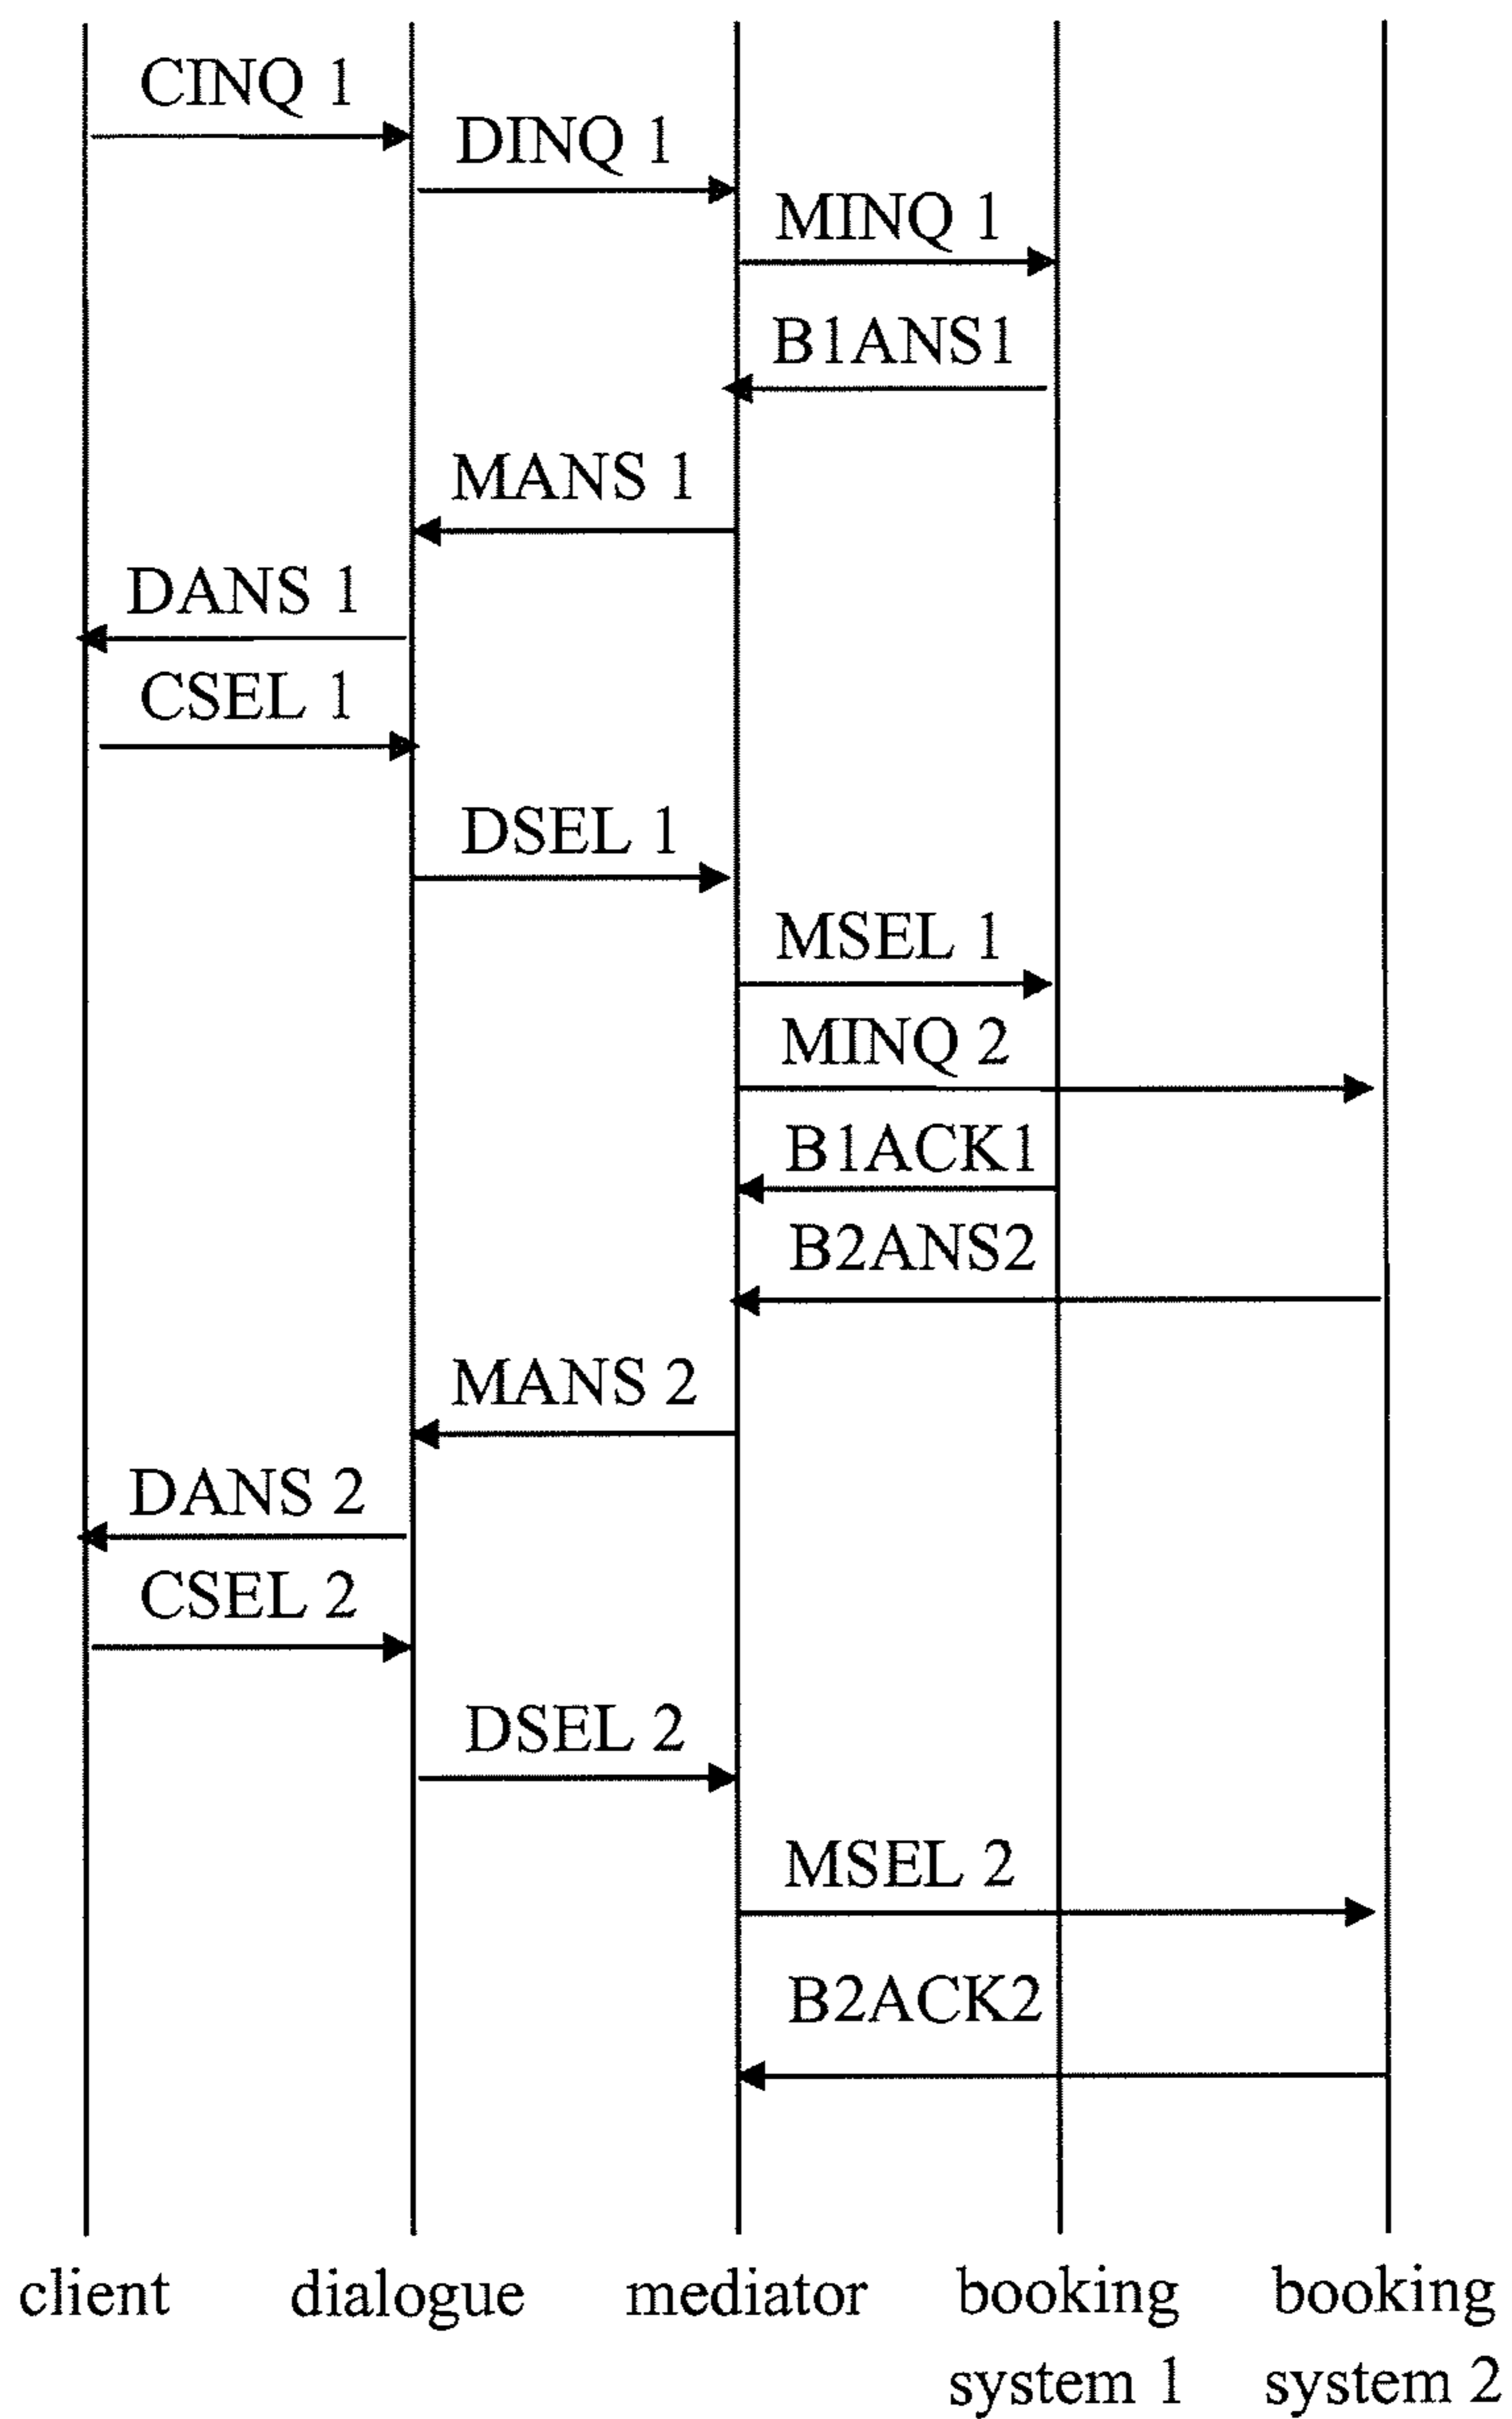 CINQ 1
DINQ 1
MINQ 1
B1ANS1
MANS 1
DANS 1
CSEL 1
DSEL 1
MSEL 1
MINQ 2
B1ACK1
B2ANS2
MANS 2
DANS 2
CSEL 2
DSEL 2
MSEL 2
B2ACK2
client dialogue mediator booking booking
system 1 system 2